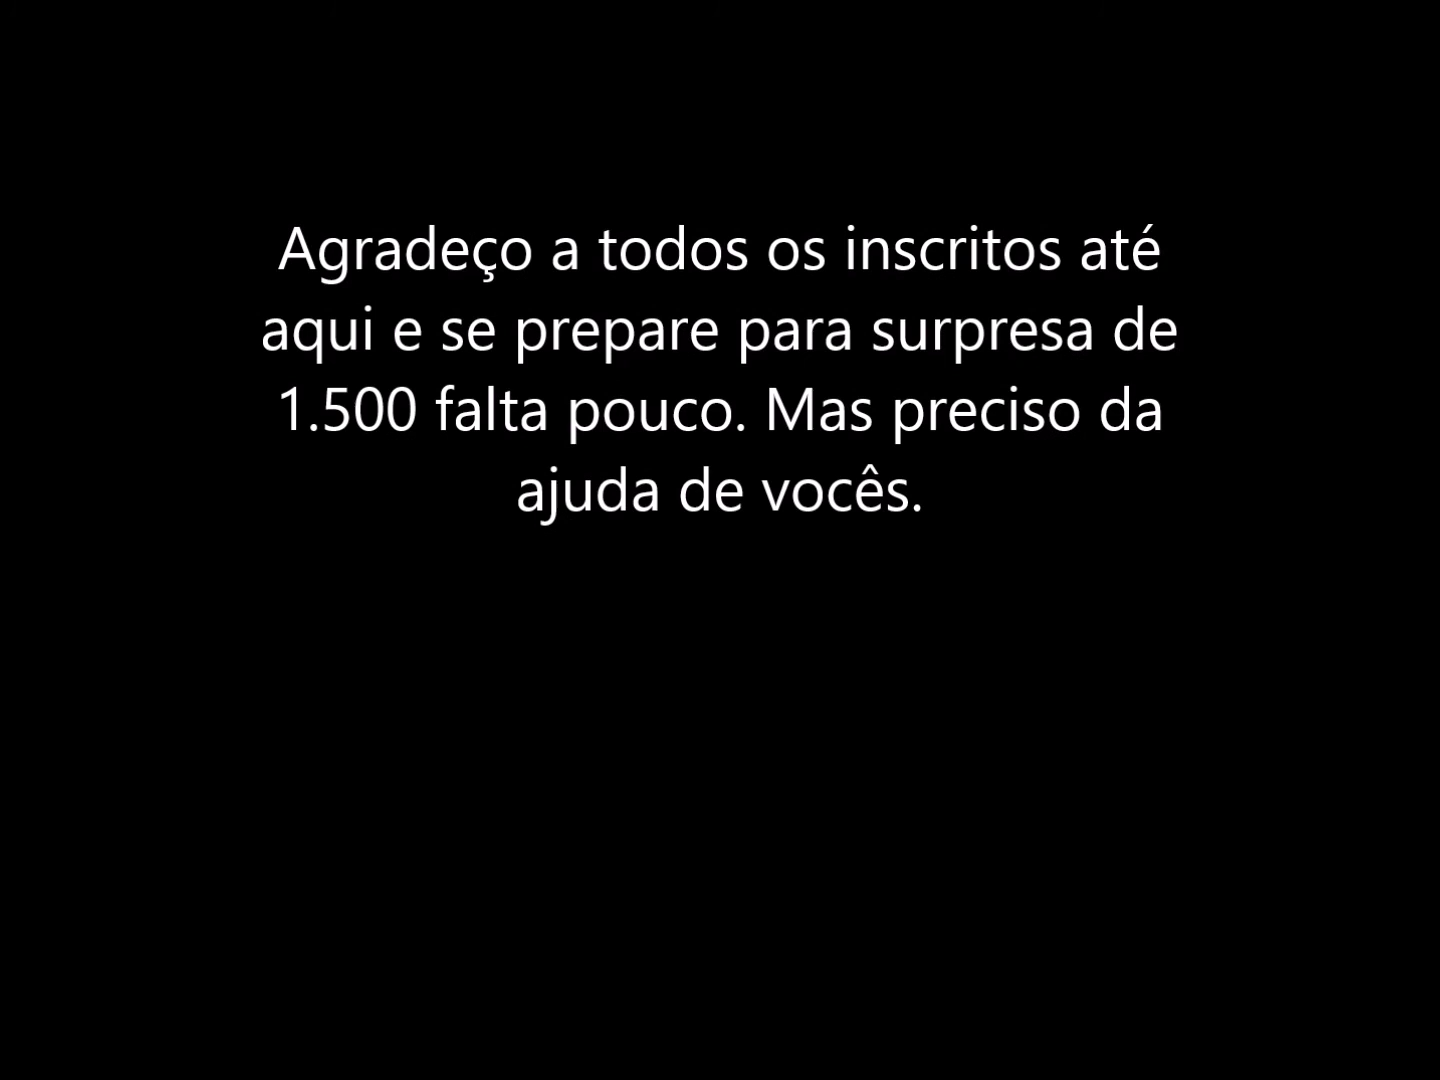 Agradeço a todos os inscritos até
aqui e se prepare para surpresa de
1.500 falta pouco. Mas preciso da
ajuda de vocês.